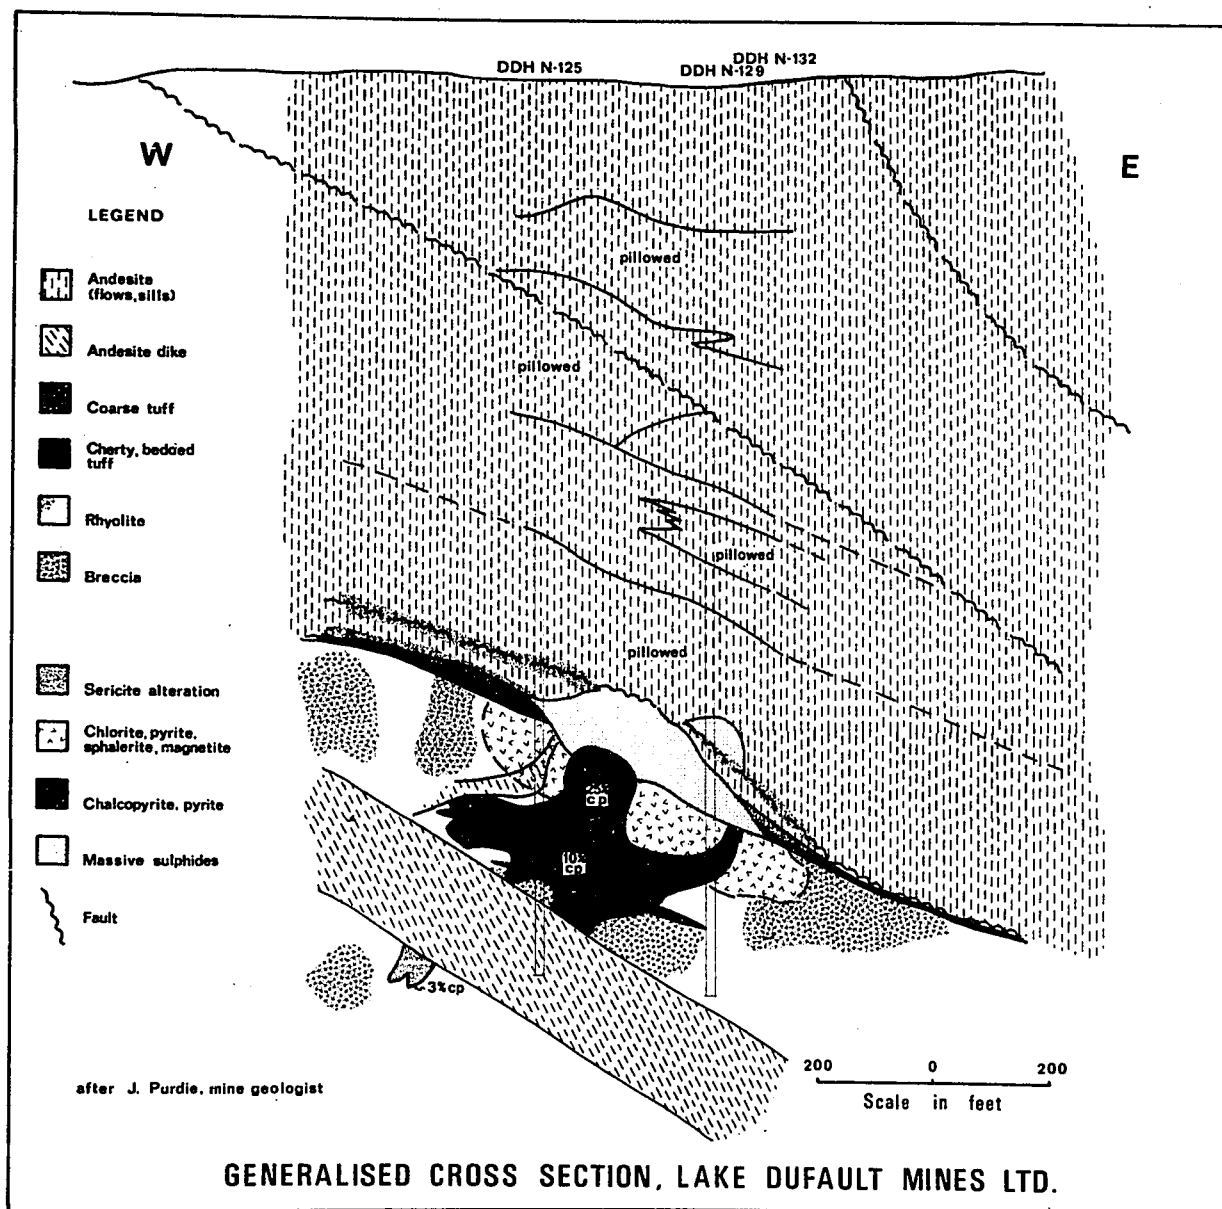 DDH N-132
DDH N-125
DDH N-129
W
E
LEGEND
Andesite
(flows, sills)
Andesite dike
Coarse tuff
Cherty, bedded
tuff
Rhyolite
Breccia
Sericite alteration
Chlorite, pyrite,
sphalerite, magnetite
Chalcopyrite, pyrite
Massive sulphides
Fault
pillowed
pillowed
pillowed
pillowed
cp
10%
cp
3% cp
after J. Purdie, mine geologist
200 0 200
Scale in feet
GENERALISED CROSS SECTION, LAKE DUFAULT MINES LTD.